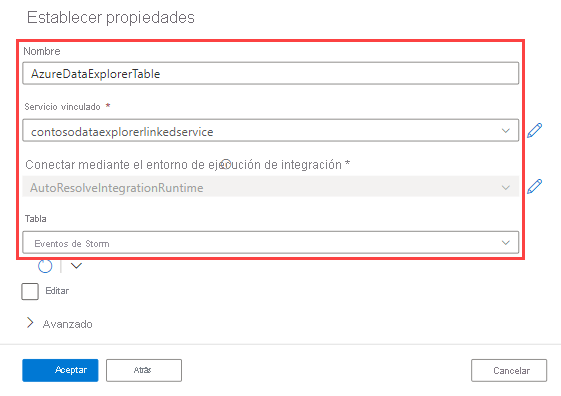 Establecer propiedades
Nombre
AzureDataExplorerTable
Servicio vinculado *
contosodataexplorerlinkedservice
Conectar mediante el entorno de ejecución de integración *
AutoResolveIntegrationRuntime
Tabla
Eventos de Storm
Editar
Avanzado
Aceptar
Atrás
Cancelar